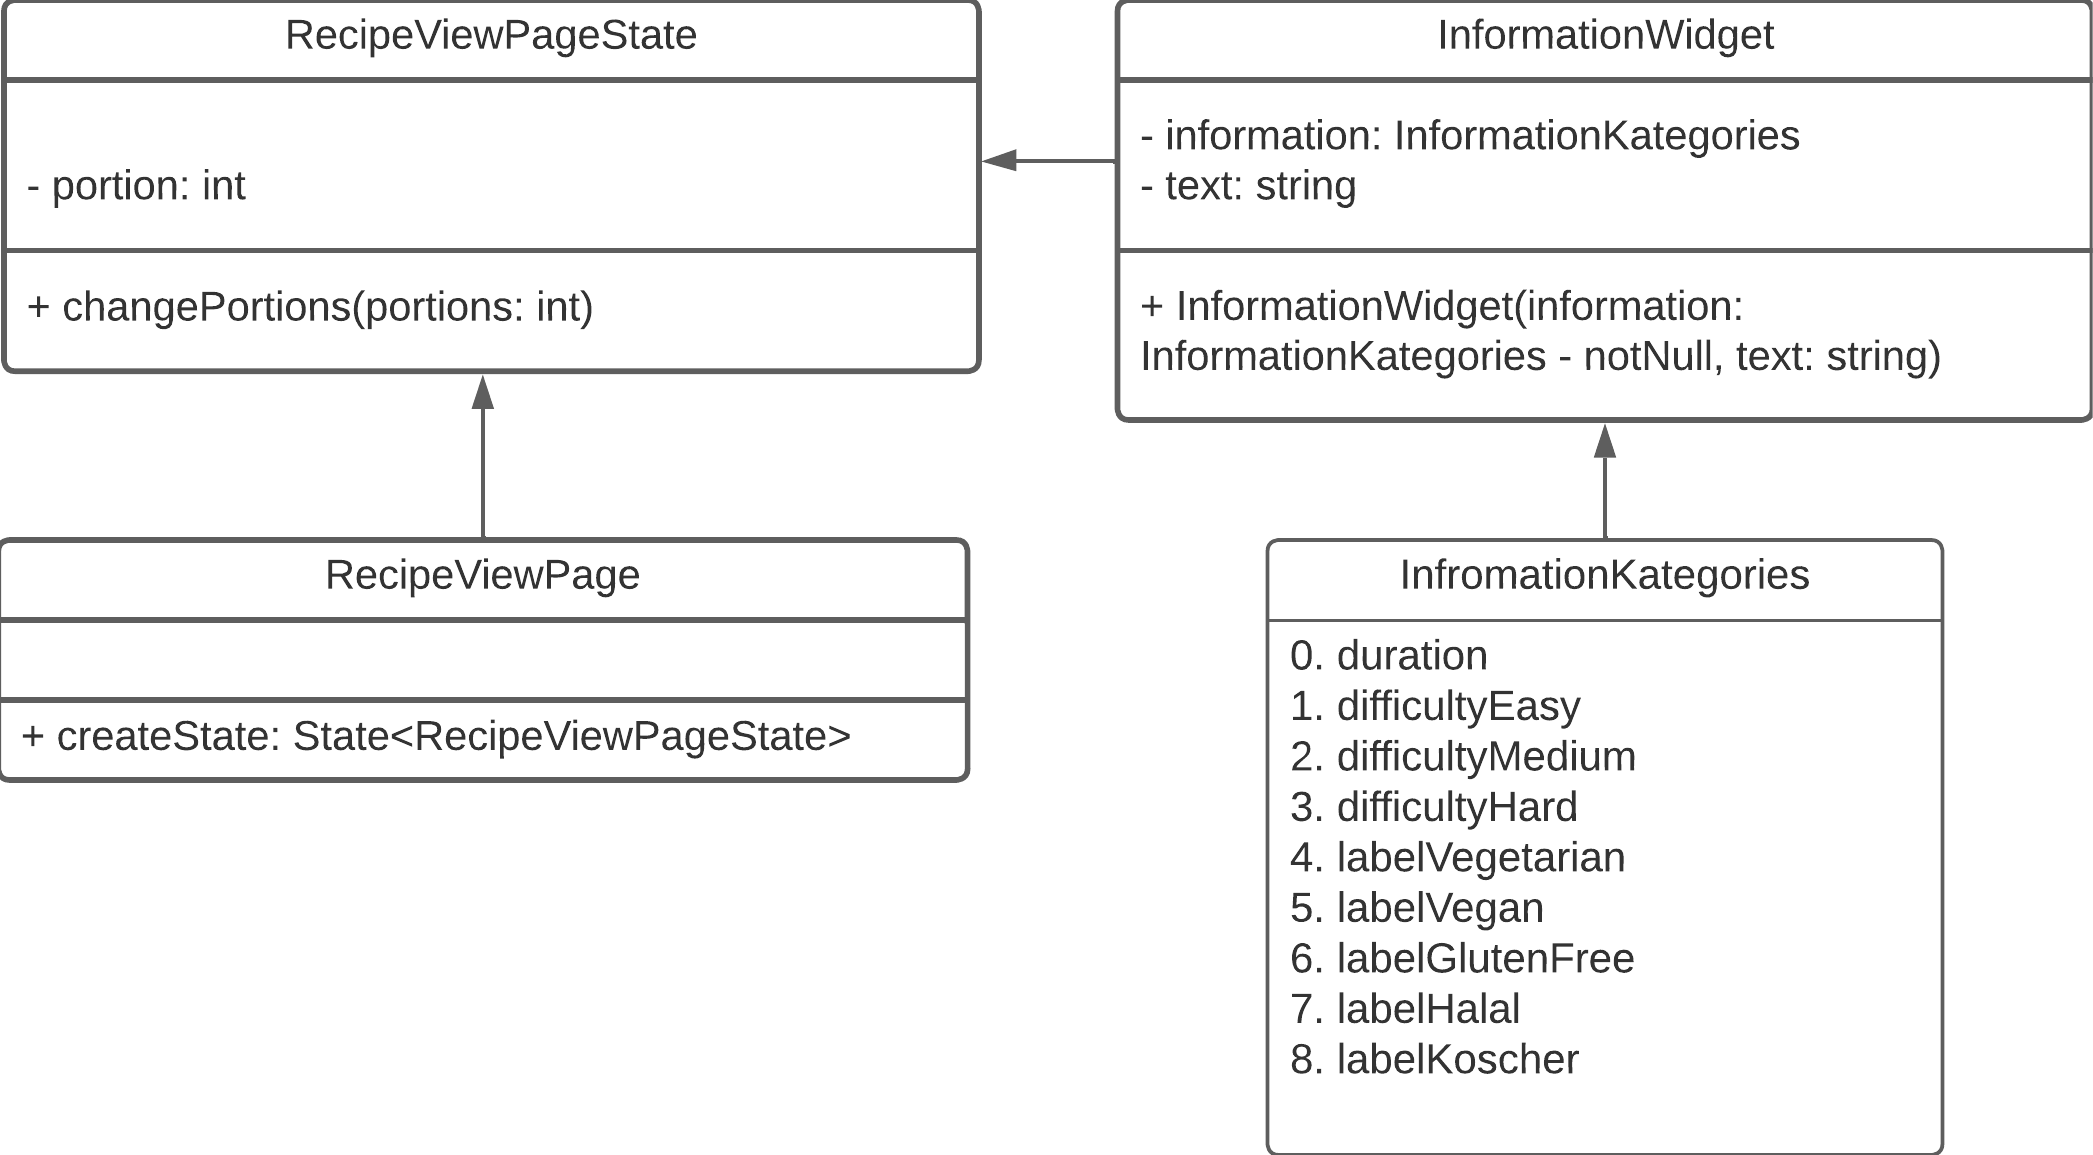 RecipeViewPageState
- portion: int
+ changePortions(portions: int)
InformationWidget
- information: InformationKategories
- text: string
+ InformationWidget(information:
InformationKategories - notNull, text: string)
RecipeViewPage
+ createState: State<RecipeViewPageState>
InfromationKategories
0. duration
1. difficultyEasy
2. difficultyMedium
3. difficultyHard
4. labelVegetarian
5. labelVegan
6. labelGlutenFree
7. labelHalal
8. labelKoscher